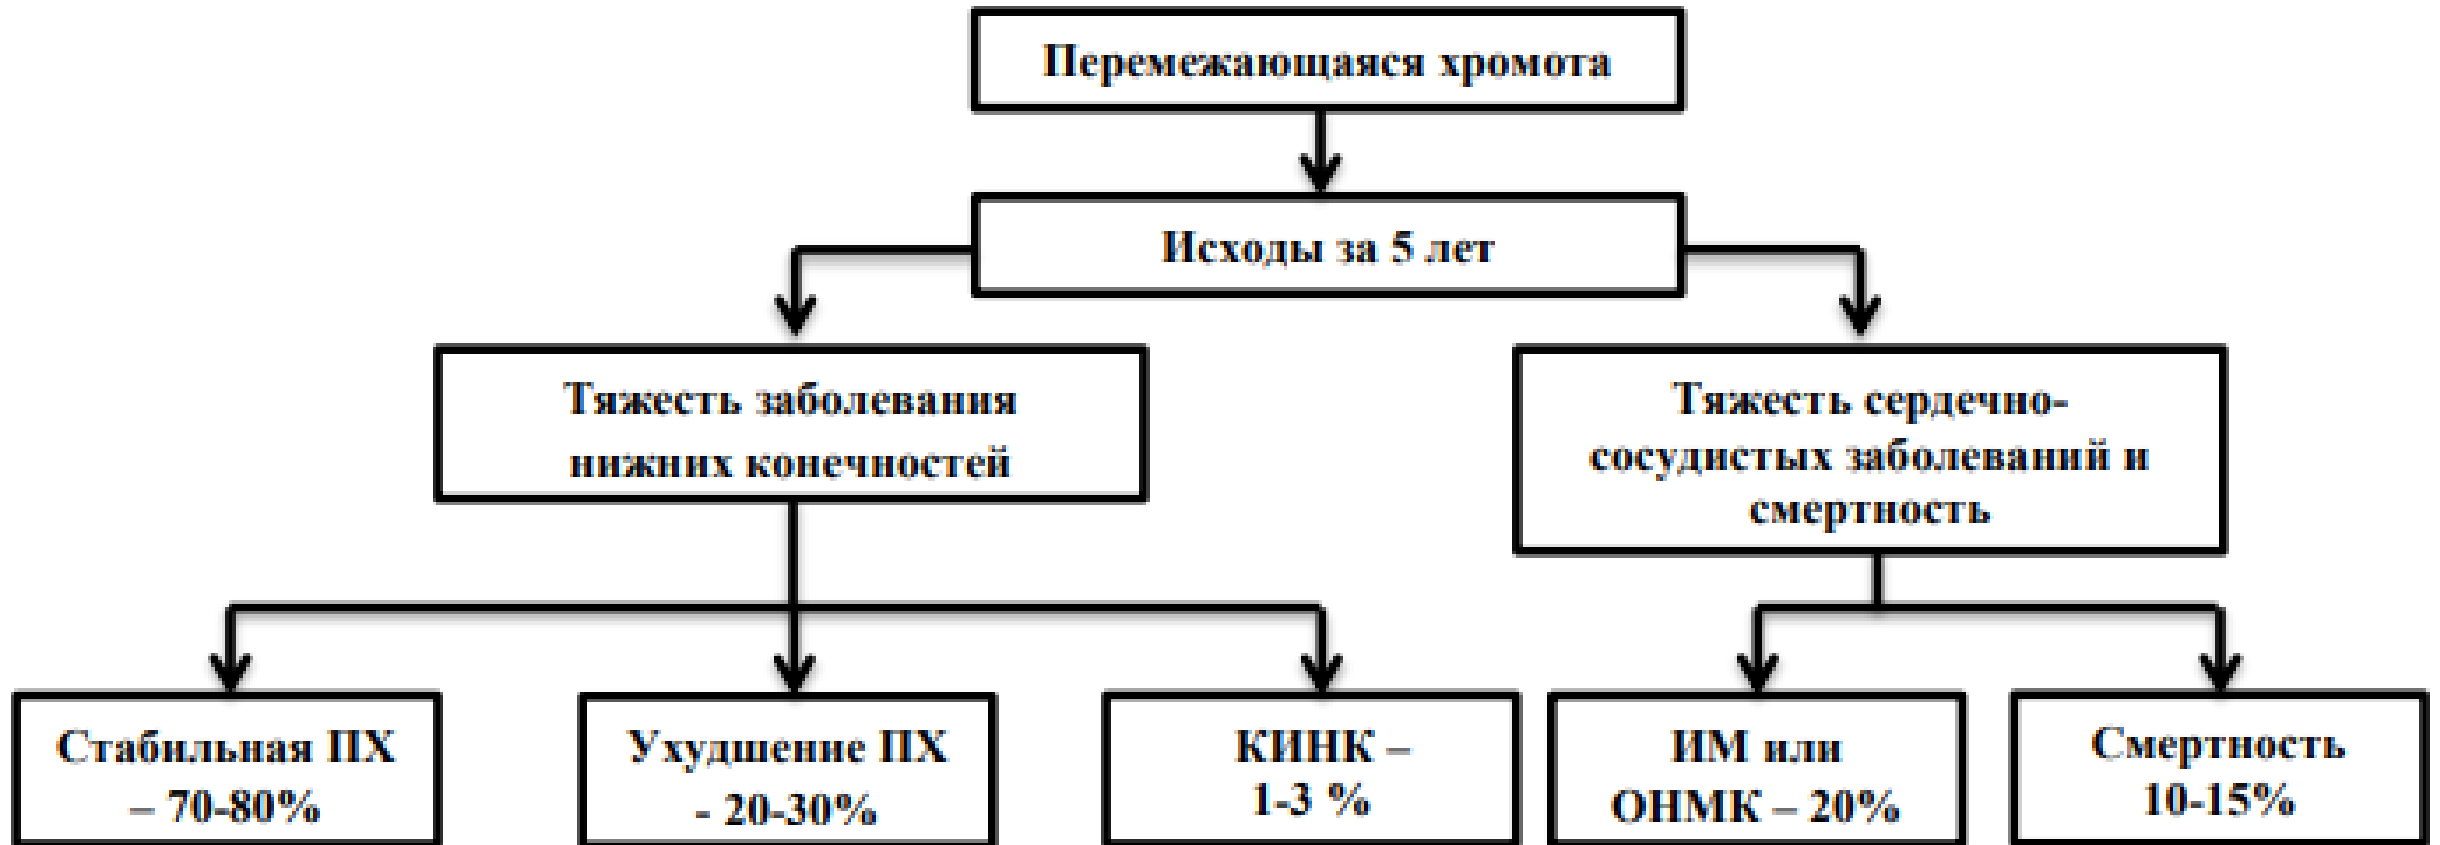 Перемежающаяся хромота
Исходы за 5 лет
Тяжесть заболевания
нижних конечностей
Тяжесть сердечно-
сосудистых заболеваний и
смертность
Стабильная ПХ
– 70-80%
Ухудшение ПХ
- 20-30%
КИНК –
1-3 %
ИМ или
ОНМК – 20%
Смертность
10-15%